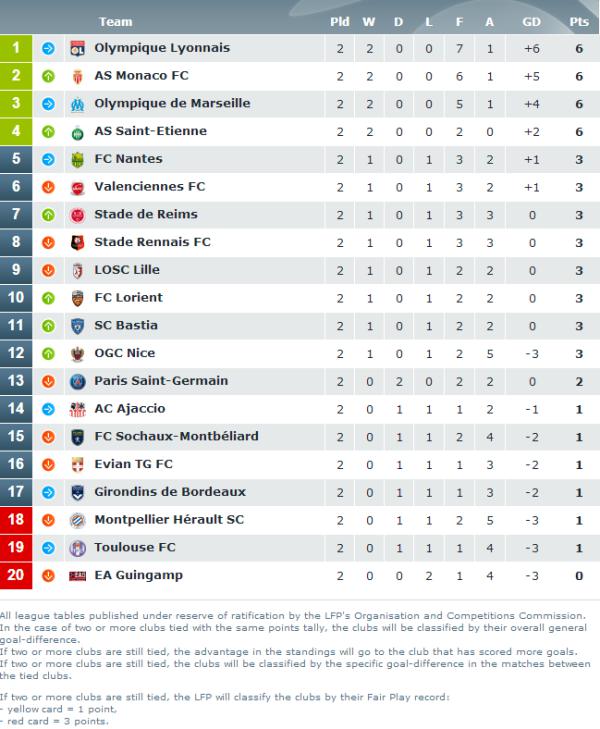 Team Pld W D L F A GD Pts
1 Olympique Lyonnais 2 2 0 0 7 1 +6 6
2 AS Monaco FC 2 2 0 0 6 1 +5 6
3 Olympique de Marseille 2 2 0 0 5 1 +4 6
4 AS Saint-Etienne 2 2 0 0 2 0 +2 6
5 FC Nantes 2 1 0 1 3 2 +1 3
6 Valenciennes FC 2 1 0 1 3 2 +1 3
7 Stade de Reims 2 1 0 1 3 3 0 3
8 Stade Rennais FC 2 1 0 1 3 3 0 3
9 LOSC Lille 2 1 0 1 2 2 0 3
10 FC Lorient 2 1 0 1 2 2 0 3
11 SC Bastia 2 1 0 1 2 2 0 3
12 OGC Nice 2 1 0 1 2 5 -3 3
13 Paris Saint-Germain 2 0 2 0 2 2 0 2
14 AC Ajaccio 2 0 1 1 1 2 -1 1
15 FC Sochaux-Montbéliard 2 0 1 1 2 4 -2 1
16 Evian TG FC 2 0 1 1 1 3 -2 1
17 Girondins de Bordeaux 2 0 1 1 1 3 -2 1
18 Montpellier Hérault SC 2 0 1 1 2 5 -3 1
19 Toulouse FC 2 0 1 1 1 4 -3 1
20 EA Guingamp 2 0 0 2 1 4 -3 0
All league tables published under reserve of ratification by the LFP's Organisation and Competitions Commission.
In the case of two or more clubs tied with the same points tally, the clubs will be classified by their overall general
goal-difference.
If two or more clubs are still tied, the advantage in the standings will go to the club that has scored more goals.
If two or more clubs are still tied, the clubs will be classified by the specific goal-difference in the matches between
the tied clubs.
If two or more clubs are still tied, the LFP will classify the clubs by their Fair Play record:
- yellow card = 1 point,
- red card = 3 points.